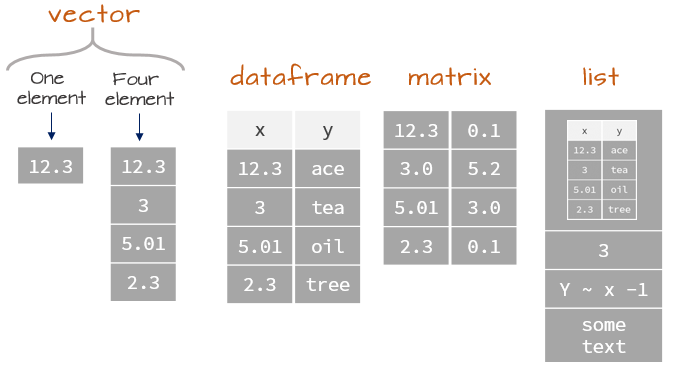 vector
One
element
Four
element
12.3
12.3
3
5.01
2.3
dataframe
x y
12.3 ace
3 tea
5.01 oil
2.3 tree
matrix
12.3 0.1
3.0 5.2
5.01 3.0
2.3 0.1
list
x y
12.3 ace
3 tea
5.01 oil
2.3 tree
3
Y ~ x -1
some
text